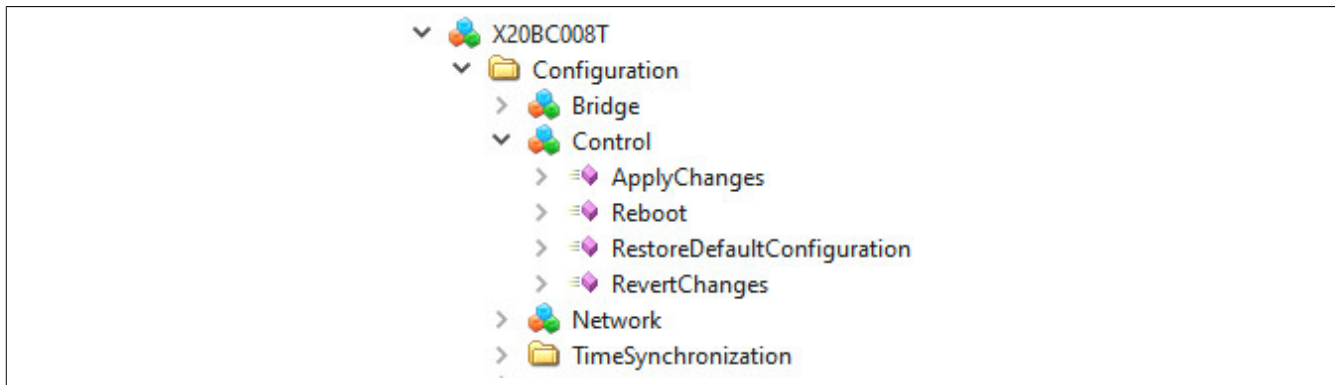 X20BC008T
Configuration
Bridge
Control
ApplyChanges
Reboot
RestoreDefaultConfiguration
RevertChanges
Network
TimeSynchronization